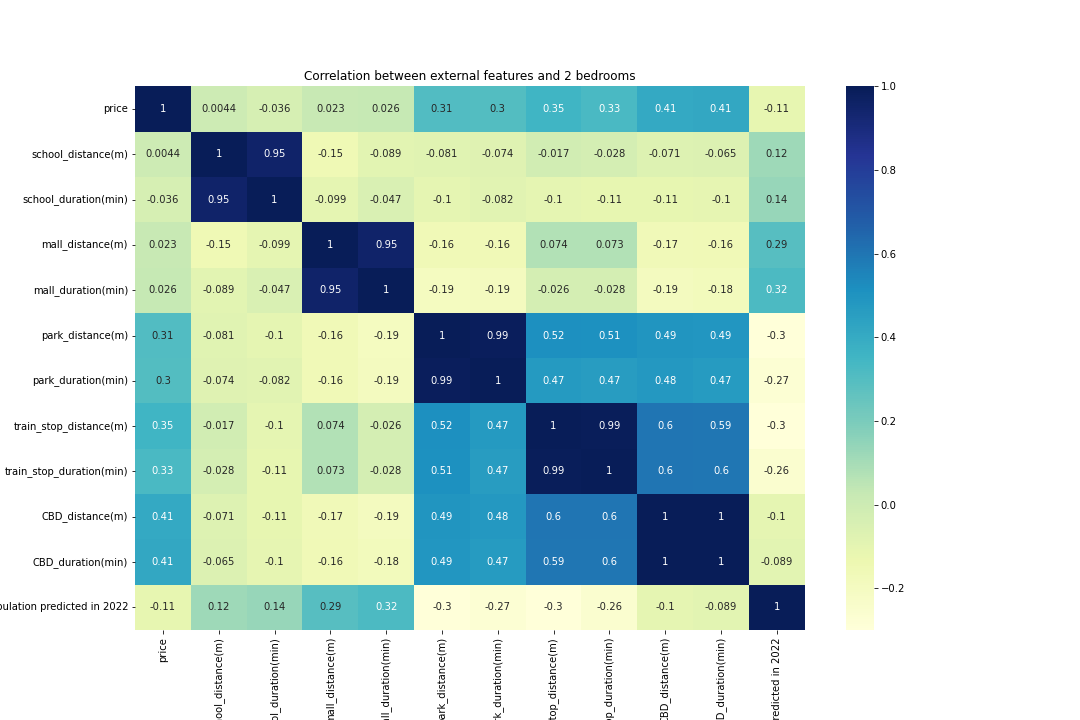 Correlation between external features and 2 bedrooms
price 1 0.0044 -0.036 0.023 0.026 0.31 0.3 0.35 0.33 0.41 0.41 -0.11
school_distance(m) 0.0044 1 0.95 -0.15 -0.089 -0.081 -0.074 -0.017 -0.028 -0.071 -0.065 0.12
school_duration(min) -0.036 0.95 1 -0.099 -0.047 -0.1 -0.082 -0.1 -0.11 -0.11 -0.1 0.14
mall_distance(m) 0.023 -0.15 -0.099 1 0.95 -0.16 -0.16 0.074 0.073 -0.17 -0.16 0.29
mall_duration(min) 0.026 -0.089 -0.047 0.95 1 -0.19 -0.19 -0.026 -0.028 -0.19 -0.18 0.32
park_distance(m) 0.31 -0.081 -0.1 -0.16 -0.19 1 0.99 0.52 0.51 0.49 0.49 -0.3
park_duration(min) 0.3 -0.074 -0.082 -0.16 -0.19 0.99 1 0.47 0.47 0.48 0.47 -0.27
train_stop_distance(m) 0.35 -0.017 -0.1 0.074 -0.026 0.52 0.47 1 0.99 0.6 0.59 -0.3
train_stop_duration(min) 0.33 -0.028 -0.11 0.073 -0.028 0.51 0.47 0.99 1 0.6 0.6 -0.26
CBD_distance(m) 0.41 -0.071 -0.11 -0.17 -0.19 0.49 0.48 0.6 0.6 1 1 -0.1
CBD_duration(min) 0.41 -0.065 -0.1 -0.16 -0.18 0.49 0.47 0.59 0.6 1 1 -0.089
pulation predicted in 2022 -0.11 0.12 0.14 0.29 0.32 -0.3 -0.27 -0.3 -0.26 -0.1 -0.089 1
price
ool_distance(m)
ol_duration(min)
mall_distance(m)
all_duration(min)
ark_distance(m)
rk_duration(min)
stop_distance(m)
op_duration(min)
CBD_distance(m)
D_duration(min)
redicted in 2022
1.0
0.8
0.6
0.4
0.2
0.0
−0.2